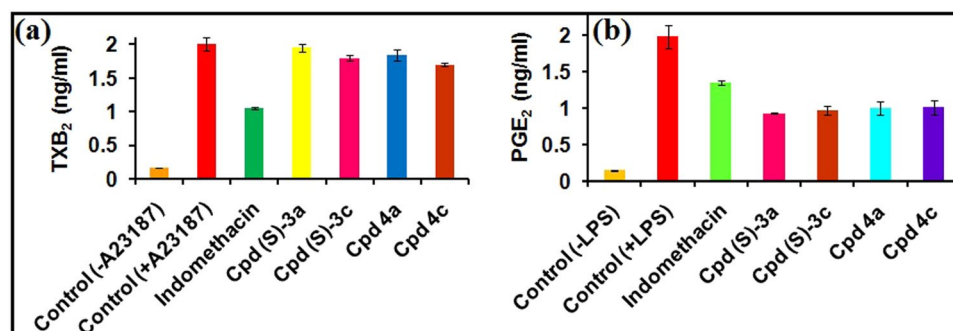 (a)
TXB2 (ng/ml)
2
1.5
1
0.5
0
Control (-A23187)
Control (+A23187)
Indomethacin
Cpd (S)-3a
Cpd (S)-3c
Cpd 4a
Cpd 4c
(b)
PGE2 (ng/ml)
2
1.5
1
0.5
0
Control (-LPS)
Control (+LPS)
Indomethacin
Cpd (S)-3a
Cpd (S)-3c
Cpd 4a
Cpd 4c